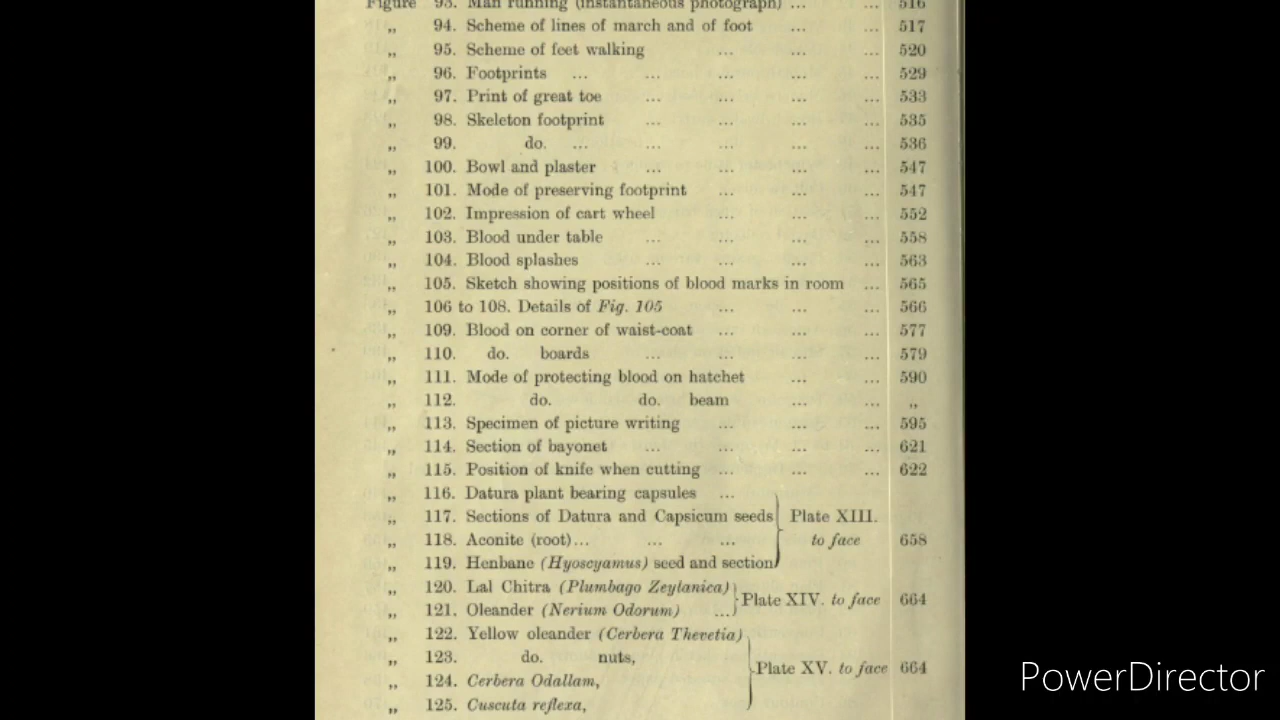 Figure 93. Man running (instantaneous photograph) ... ... 516
„ 94. Scheme of lines of march and of foot ... ... 517
„ 95. Scheme of feet walking ... ... ... 520
„ 96. Footprints ... ... ... ... ... 529
„ 97. Print of great toe ... ... ... ... 533
„ 98. Skeleton footprint ... ... ... ... 535
„ 99. do. ... ... ... ... ... 536
„ 100. Bowl and plaster ... ... ... ... 547
„ 101. Mode of preserving footprint ... ... ... 547
„ 102. Impression of cart wheel ... ... ... 552
„ 103. Blood under table ... ... ... ... 558
„ 104. Blood splashes ... ... ... ... 563
„ 105. Sketch showing positions of blood marks in room ... 565
„ 106 to 108. Details of Fig. 105 ... ... ... 566
„ 109. Blood on corner of waist-coat ... ... ... 577
„ 110. do. boards ... ... ... ... 579
„ 111. Mode of protecting blood on hatchet ... ... 590
„ 112. do. do. beam ... ... „
„ 113. Specimen of picture writing ... ... ... 595
„ 114. Section of bayonet ... ... ... ... 621
„ 115. Position of knife when cutting ... ... ... 622
„ 116. Datura plant bearing capsules ...
„ 117. Sections of Datura and Capsicum seeds Plate XIII.
„ 118. Aconite (root)... ... ... to face 658
„ 119. Henbane (Hyoscyamus) seed and section
„ 120. Lal Chitra (Plumbago Zeylanica)
Plate XIV. to face 664
„ 121. Oleander (Nerium Odorum) ...
„ 122. Yellow oleander (Cerbera Thevetia)
„ 123. do. nuts,
Plate XV. to face 664
„ 124. Cerbera Odallam,
„ 125. Cuscuta reflexa,
PowerDirector